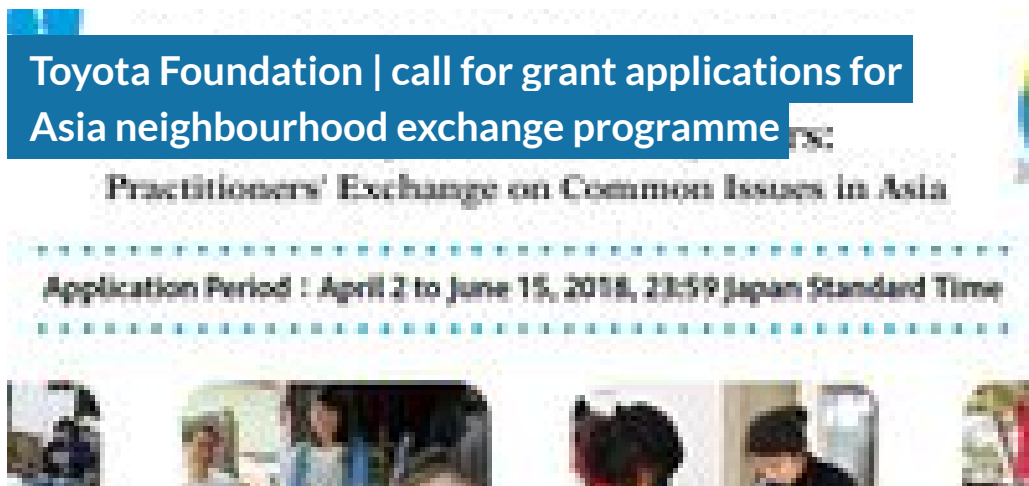 Toyota Foundation | call for grant applications for
Asia neighbourhood exchange programme
rs:
Practitioners' Exchange on Common Issues in Asia
Application Period : April 2 to June 15, 2018, 23:59 Japan Standard Time